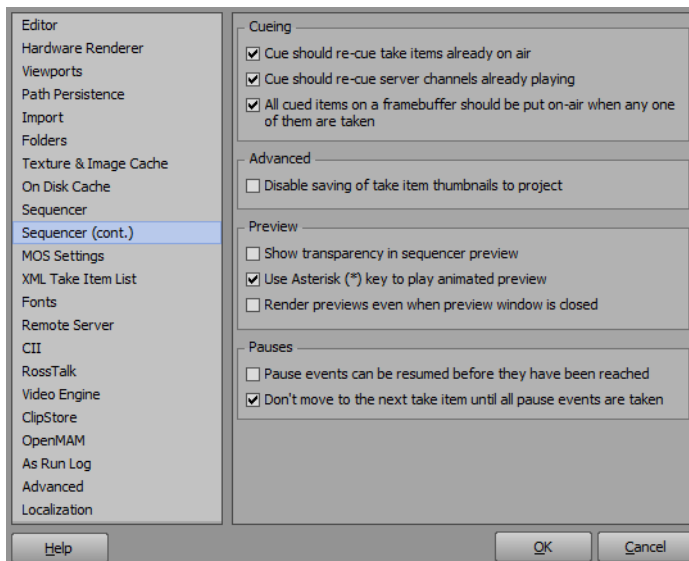 Editor
Hardware Renderer
Viewports
Path Persistence
Import
Folders
Texture & Image Cache
On Disk Cache
Sequencer
Sequencer (cont.)
MOS Settings
XML Take Item List
Fonts
Remote Server
CII
RossTalk
Video Engine
ClipStore
OpenMAM
As Run Log
Advanced
Localization
Cueing
Cue should re-cue take items already on air
Cue should re-cue server channels already playing
All cued items on a framebuffer should be put on-air when any one
of them are taken
Advanced
Disable saving of take item thumbnails to project
Preview
Show transparency in sequencer preview
Use Asterisk (*) key to play animated preview
Render previews even when preview window is closed
Pauses
Pause events can be resumed before they have been reached
Don't move to the next take item until all pause events are taken
Help
OK
Cancel